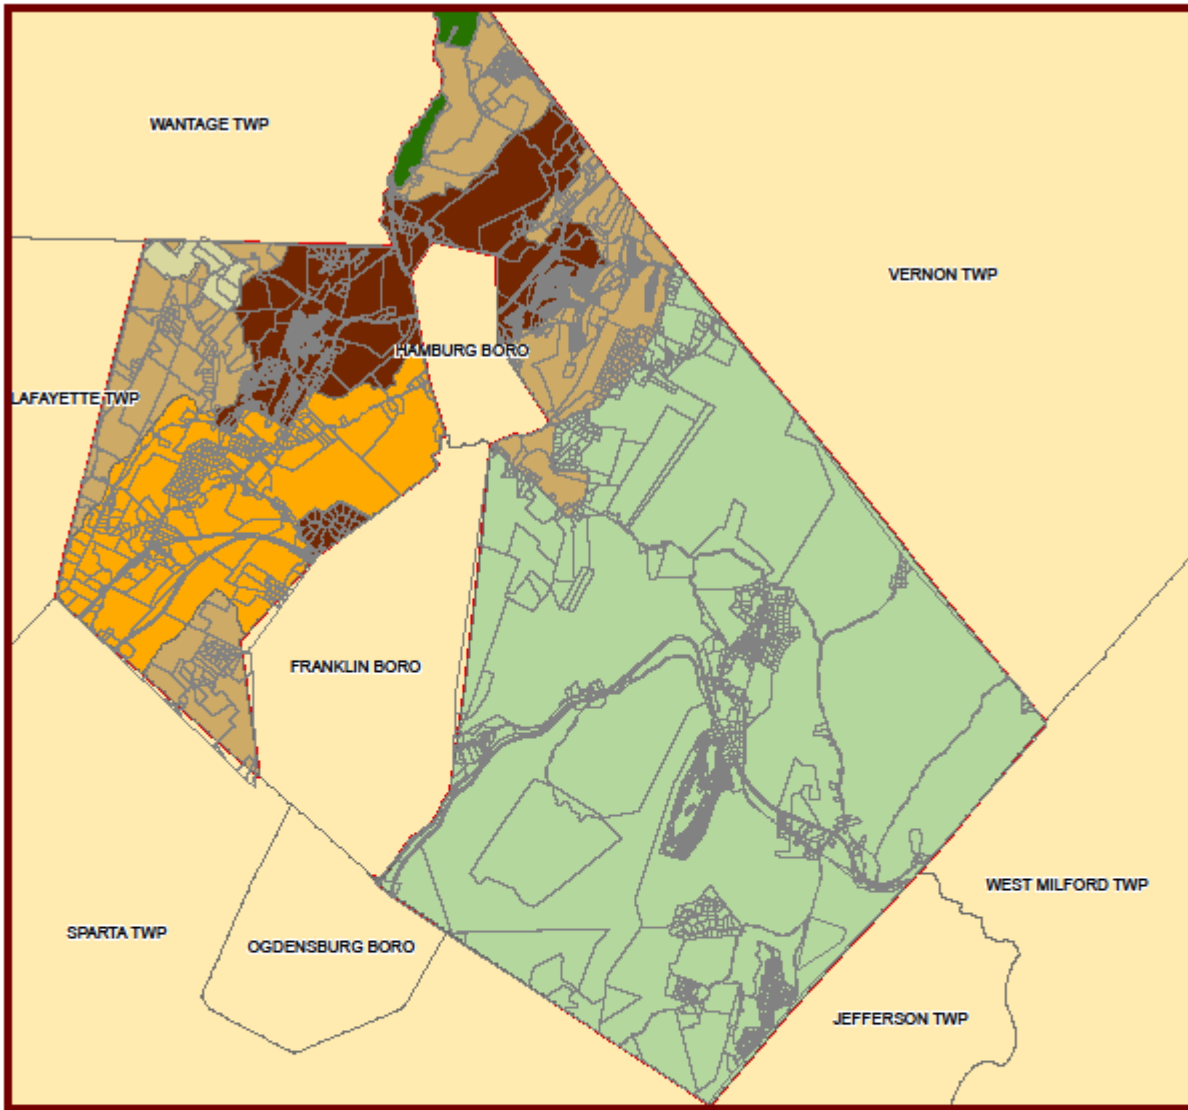 WANTAGE TWP
VERNON TWP
HAMBURG BORO
LAFAYETTE TWP
FRANKLIN BORO
WEST MILFORD TWP
SPARTA TWP
OGDENSBURG BORO
JEFFERSON TWP